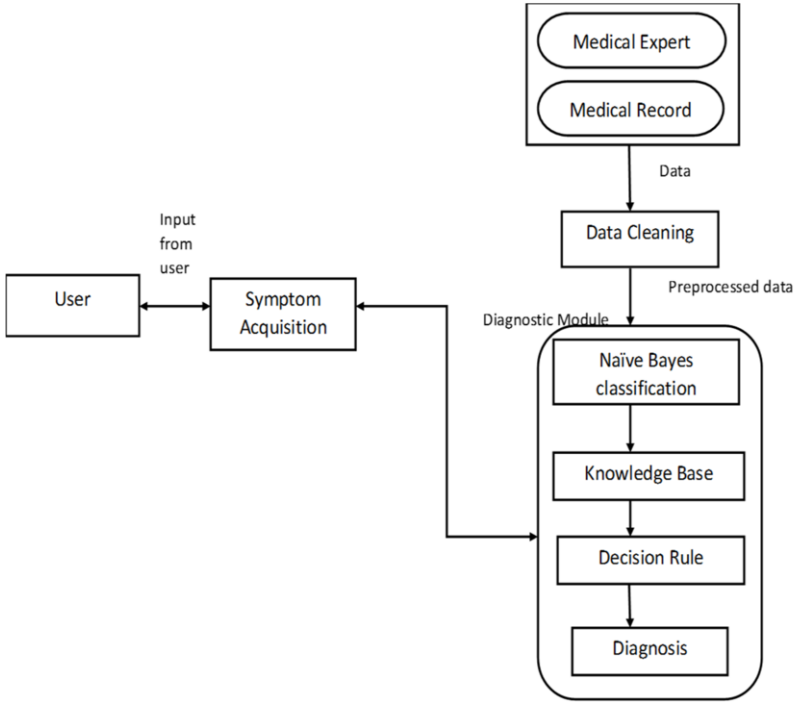 Medical Expert
Medical Record
Data
Data Cleaning
Preprocessed data
Input
from
user
User
Symptom
Acquisition
Diagnostic Module
Naïve Bayes
classification
Knowledge Base
Decision Rule
Diagnosis